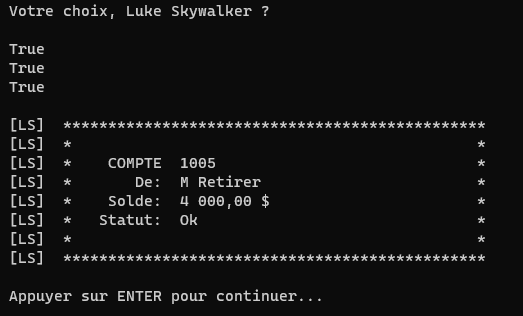 Votre choix, Luke Skywalker ?
True
True
True
[LS]  ***********************************************
[LS]  *                                             *
[LS]  *    COMPTE  1005                             *
[LS]  *       De:  M Retirer                        *
[LS]  *    Solde:  4 000,00 $                       *
[LS]  *   Statut:  Ok                               *
[LS]  *                                             *
[LS]  ***********************************************
Appuyer sur ENTER pour continuer...